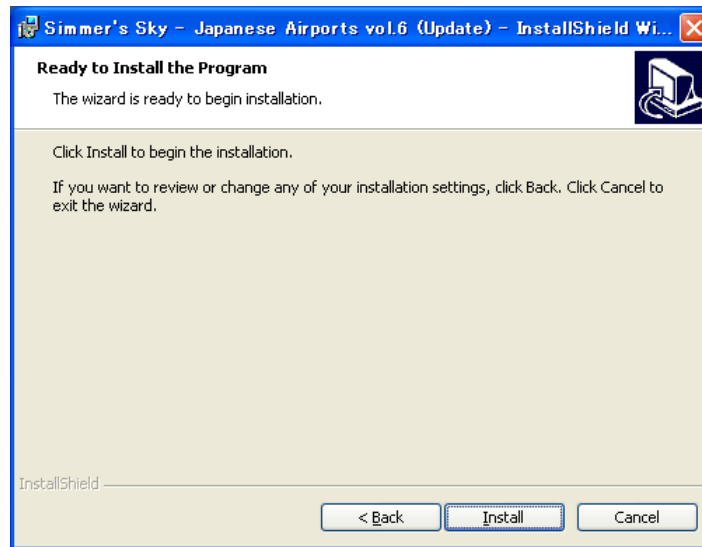 Simmer's Sky - Japanese Airports vol.6 (Update) - InstallShield Wi...
Ready to Install the Program
The wizard is ready to begin installation.
Click Install to begin the installation.
If you want to review or change any of your installation settings, click Back. Click Cancel to
exit the wizard.
InstallShield
< Back
Install
Cancel